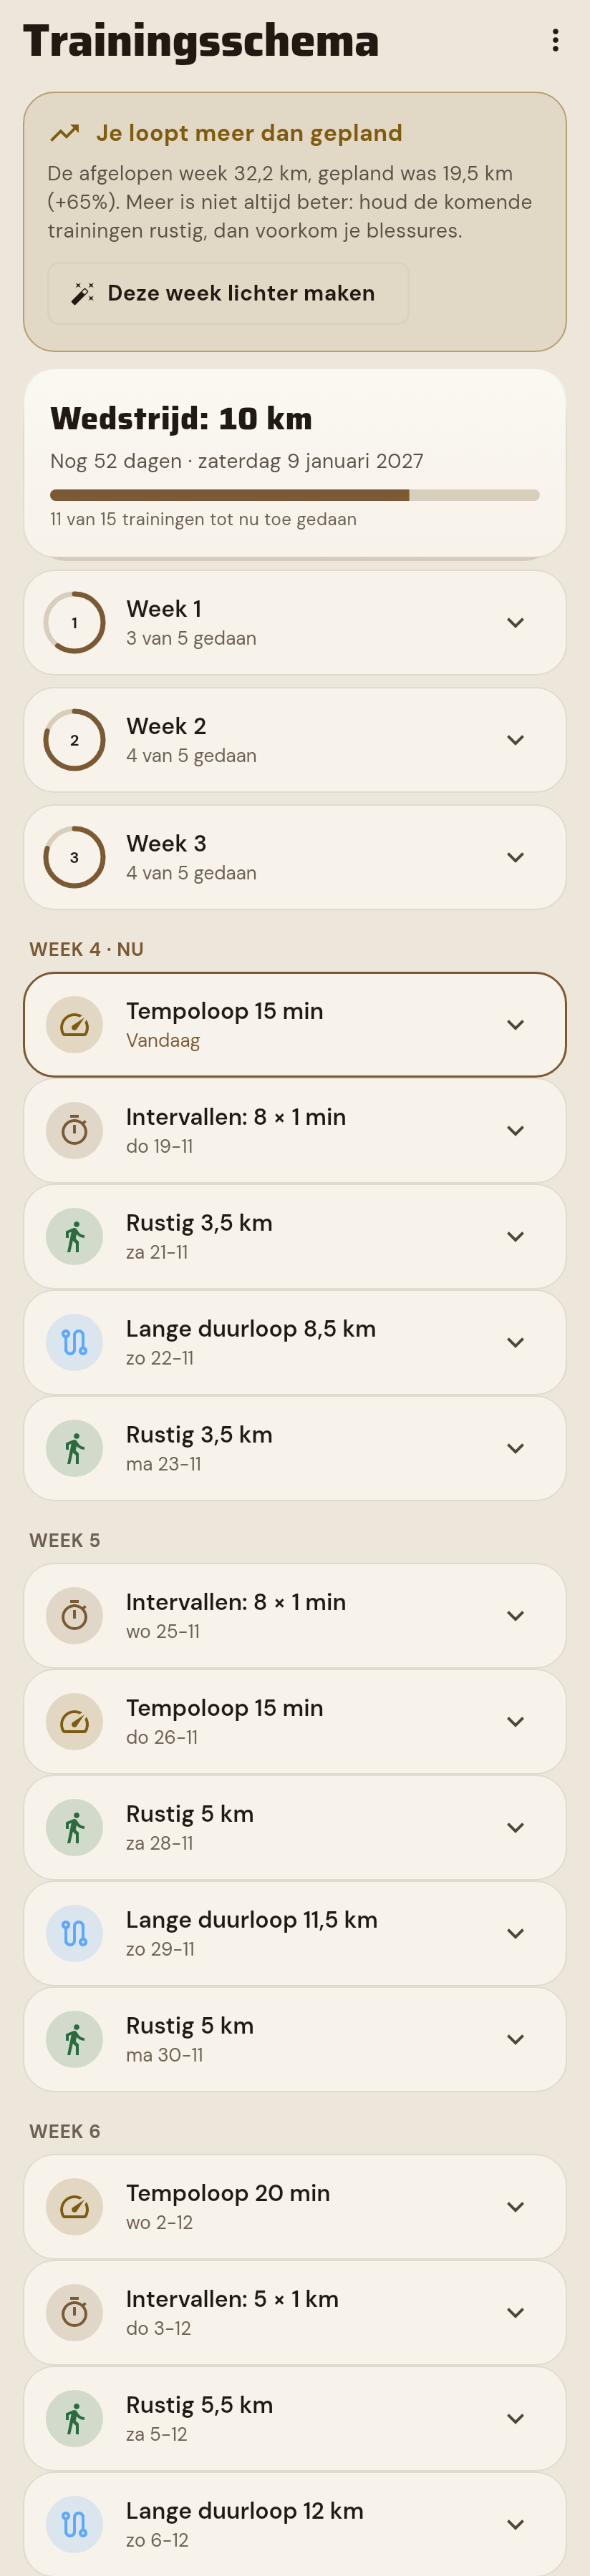 Trainingsschema
Je loopt meer dan gepland
De afgelopen week 32,2 km, gepland was 19,5 km
(+65%). Meer is niet altijd beter: houd de komende
trainingen rustig, dan voorkom je blessures.
Deze week lichter maken
Wedstrijd: 10 km
Nog 52 dagen · zaterdag 9 januari 2027
11 van 15 trainingen tot nu toe gedaan
1
Week 1
3 van 5 gedaan
2
Week 2
4 van 5 gedaan
3
Week 3
4 van 5 gedaan
WEEK 4 · NU
Tempoloop 15 min
Vandaag
Intervallen: 8 × 1 min
do 19-11
Rustig 3,5 km
za 21-11
Lange duurloop 8,5 km
zo 22-11
Rustig 3,5 km
ma 23-11
WEEK 5
Intervallen: 8 × 1 min
wo 25-11
Tempoloop 15 min
do 26-11
Rustig 5 km
za 28-11
Lange duurloop 11,5 km
zo 29-11
Rustig 5 km
ma 30-11
WEEK 6
Tempoloop 20 min
wo 2-12
Intervallen: 5 × 1 km
do 3-12
Rustig 5,5 km
za 5-12
Lange duurloop 12 km
zo 6-12